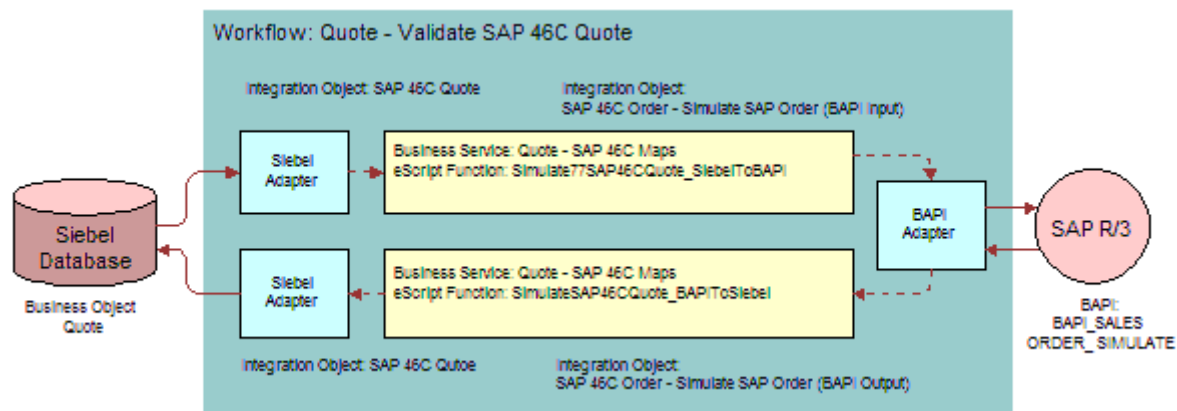 Workflow: Quote - Validate SAP 46C Quote
Integration Object: SAP 46C Quote
Integration Object:
SAP 46C Order - Simulate SAP Order (BAPI Input)
Siebel
Adapter
Business Service: Quote - SAP 46C Maps
eScript Function: Simulate77SAP46CQuote_SiebelToBAPI
Siebel
Database
Business Object
Quote
BAPI
Adapter
SAP R/3
BAPI:
BAPI_SALES
ORDER_SIMULATE
Siebel
Adapter
Business Service: Quote - SAP 46C Maps
eScript Function: SimulateSAP46CQuote_BAPIToSiebel
Integration Object: SAP 46C Qutoe
Integration Object:
SAP 46C Order - Simulate SAP Order (BAPI Output)